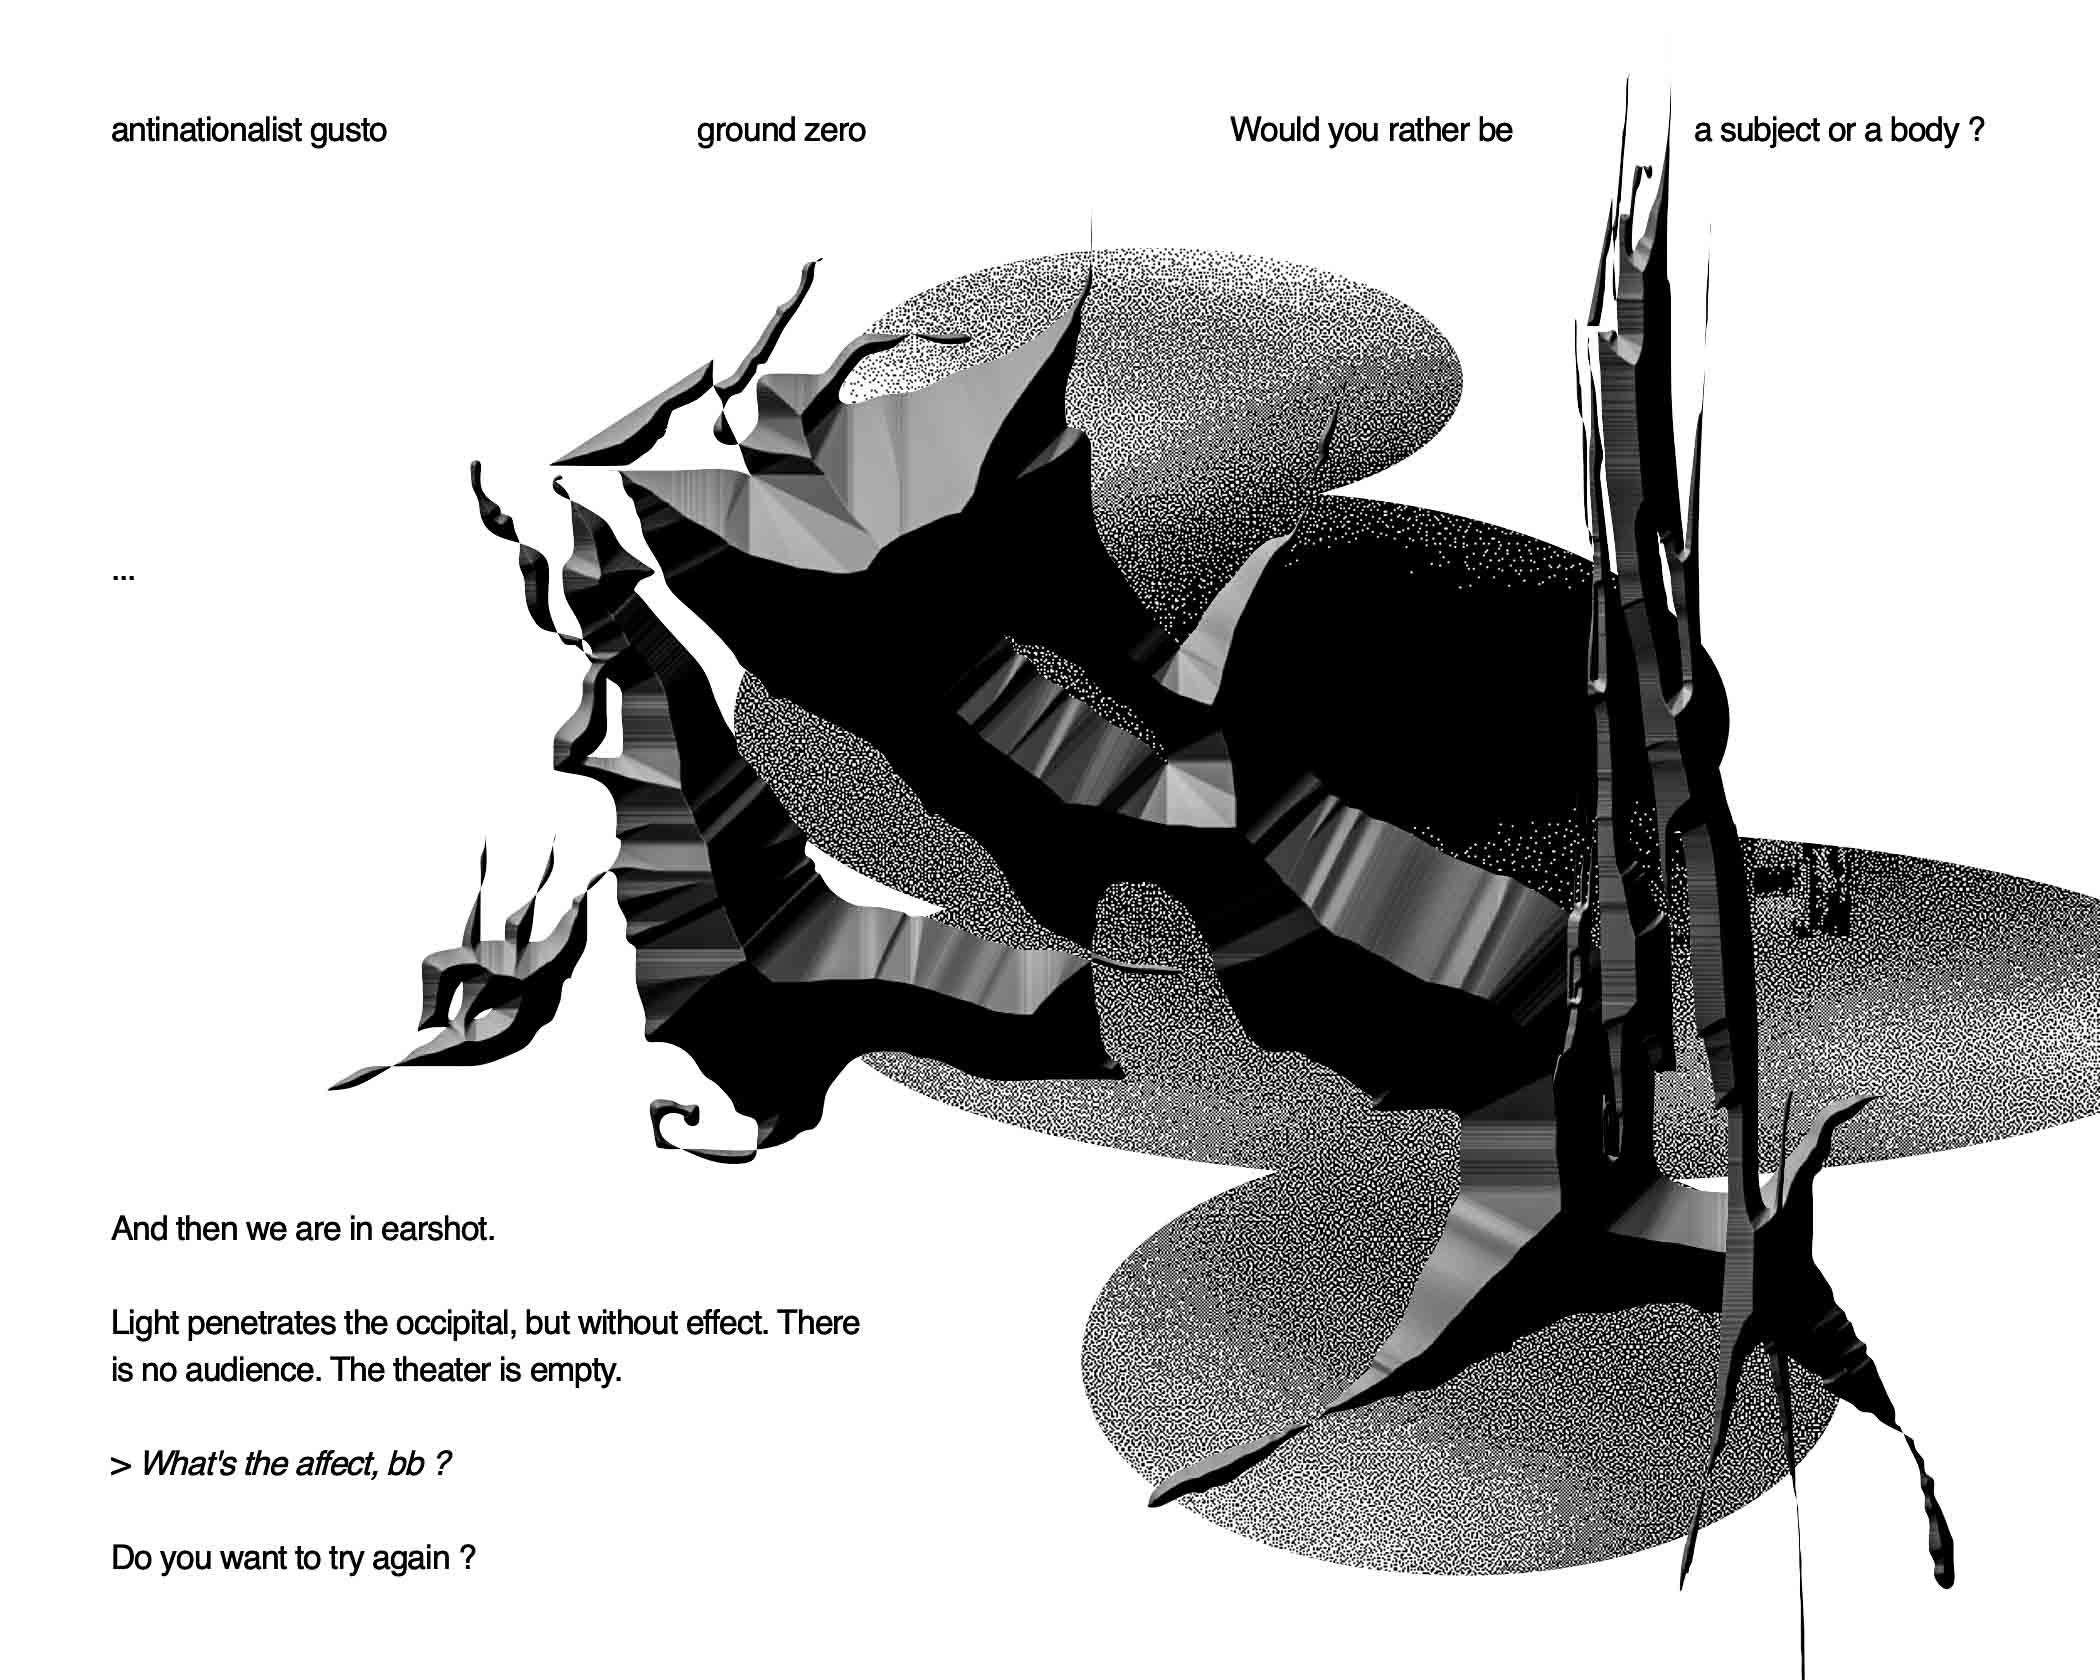 antinationalist gusto ground zero Would you rather be a subject or a body ?
...
And then we are in earshot.
Light penetrates the occipital, but without effect. There
is no audience. The theater is empty.
> What's the affect, bb ?
Do you want to try again ?